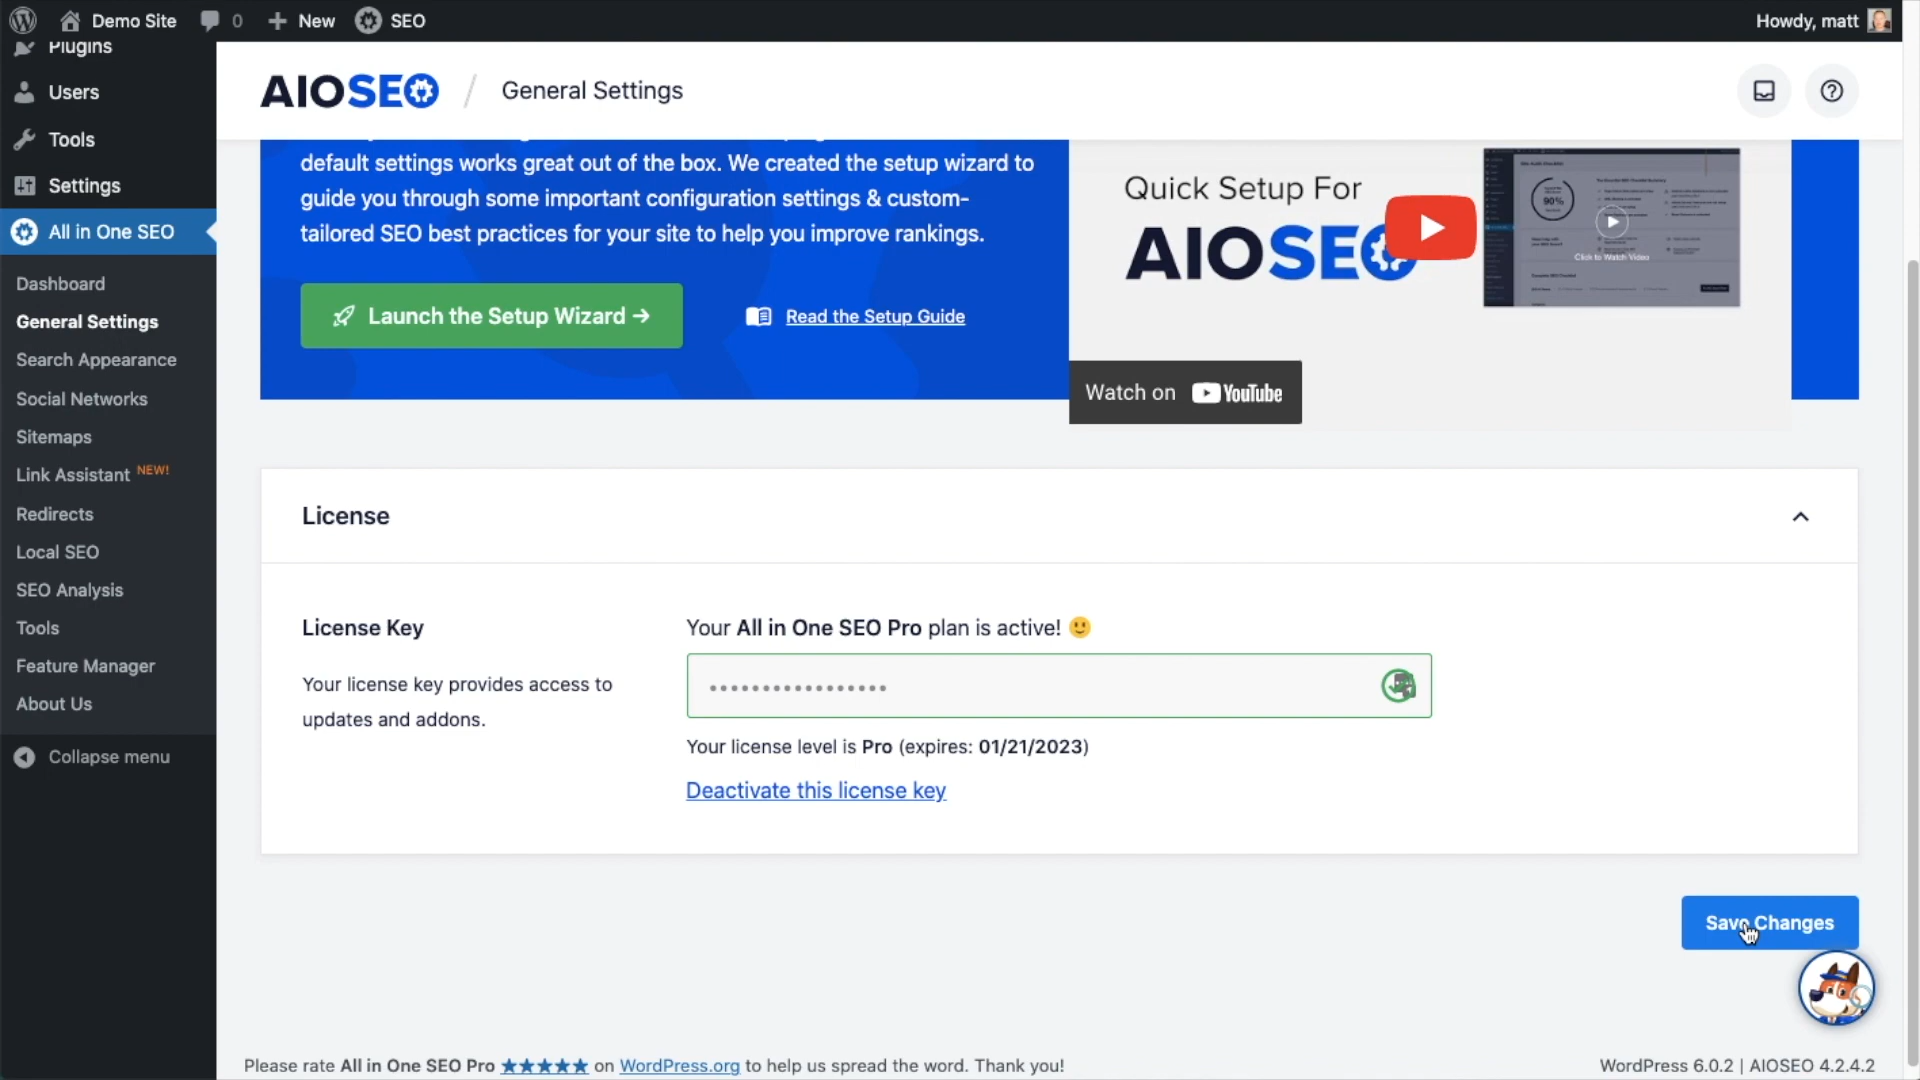 Demo Site
0
New
SEO
Howdy, matt
Plugins
Users
Tools
Settings
All in One SEO
Dashboard
General Settings
Search Appearance
Social Networks
Sitemaps
Link Assistant NEW!
Redirects
Local SEO
SEO Analysis
Tools
Feature Manager
About Us
Collapse menu
AIOSEO / General Settings
default settings works great out of the box. We created the setup wizard to
guide you through some important configuration settings & custom-
tailored SEO best practices for your site to help you improve rankings.
Launch the Setup Wizard →
Read the Setup Guide
Quick Setup For
AIOSEO
90%
Click to Watch Video
Watch on YouTube
License
License Key
Your license key provides access to
updates and addons.
Your All in One SEO Pro plan is active! 🙂
•••••••••••••••••
Your license level is Pro (expires: 01/21/2023)
Deactivate this license key
Save Changes
Please rate All in One SEO Pro ★★★★★ on WordPress.org to help us spread the word. Thank you!
WordPress 6.0.2 | AIOSEO 4.2.4.2